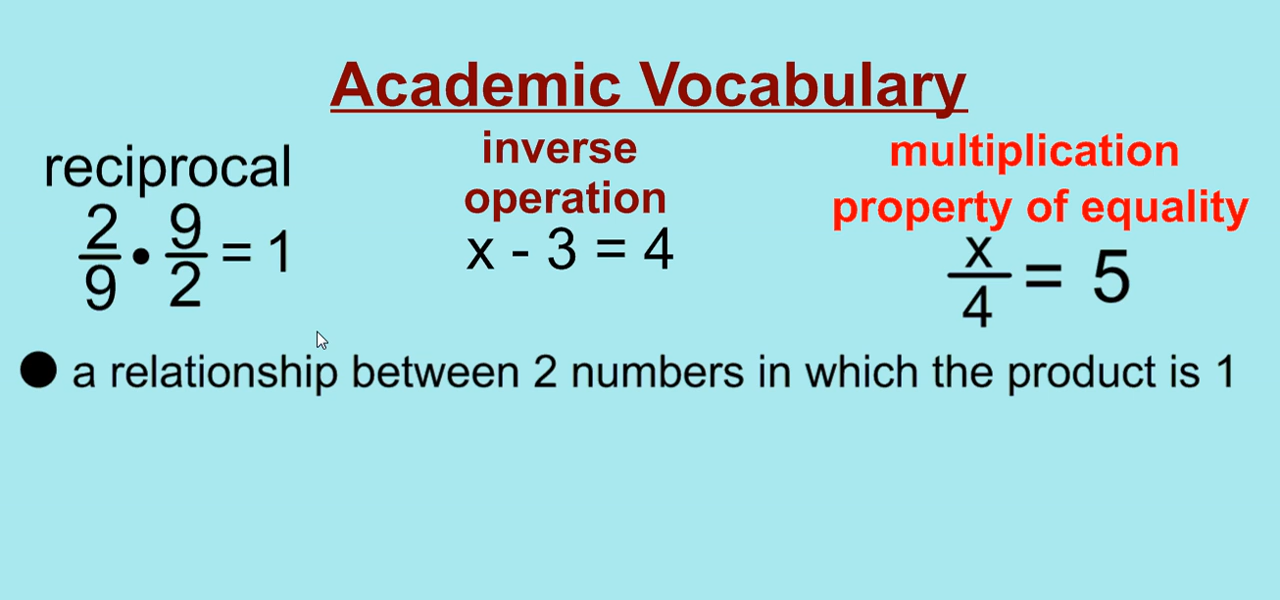 Academic Vocabulary
reciprocal
2/9 • 9/2 = 1
inverse
operation
x - 3 = 4
multiplication
property of equality
x/4 = 5
● a relationship between 2 numbers in which the product is 1